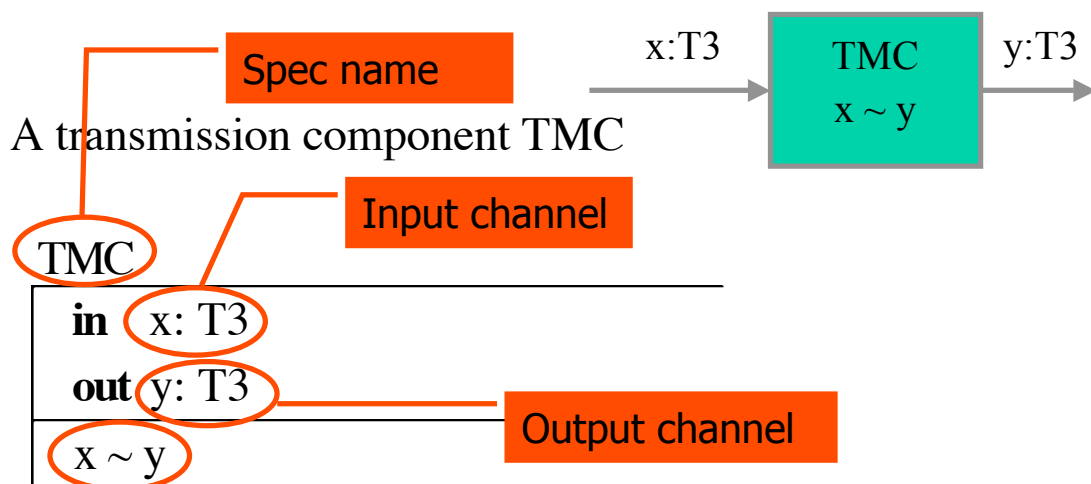 Spec name
x:T3
TMC
x ~ y
y:T3
A transmission component TMC
Input channel
TMC
in x: T3
out y: T3
Output channel
x ~ y